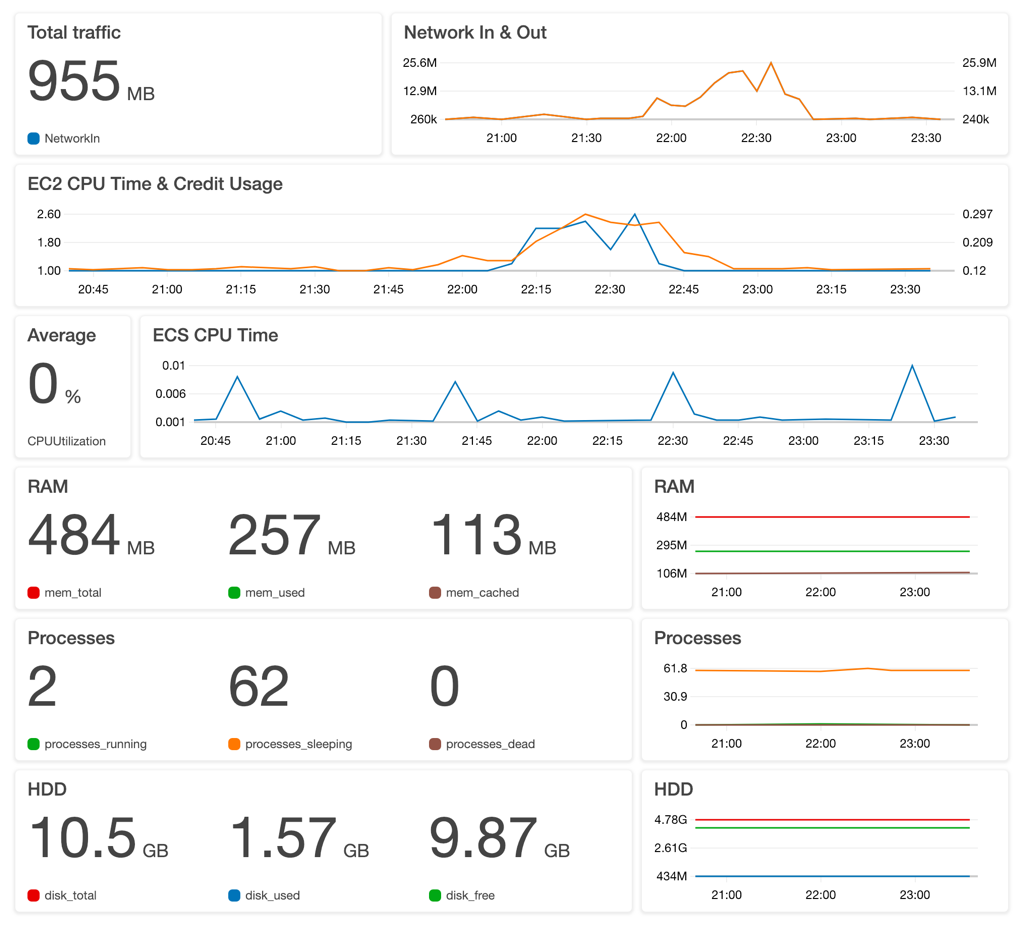 Total traffic
955 MB
NetworkIn
Network In & Out
25.6M 25.9M
12.9M 13.1M
260k 240k
21:00 21:30 22:00 22:30 23:00 23:30
EC2 CPU Time & Credit Usage
2.60 0.297
1.80 0.209
1.00 0.12
20:45 21:00 21:15 21:30 21:45 22:00 22:15 22:30 22:45 23:00 23:15 23:30
Average
0 %
CPUUtilization
ECS CPU Time
0.01
0.006
0.001
20:45 21:00 21:15 21:30 21:45 22:00 22:15 22:30 22:45 23:00 23:15 23:30
RAM
484 MB 257 MB 113 MB
mem_total mem_used mem_cached
RAM
484M
295M
106M
21:00 22:00 23:00
Processes
2 62 0
processes_running processes_sleeping processes_dead
Processes
61.8
30.9
0
21:00 22:00 23:00
HDD
10.5 GB 1.57 GB 9.87 GB
disk_total disk_used disk_free
HDD
4.78G
2.61G
434M
21:00 22:00 23:00